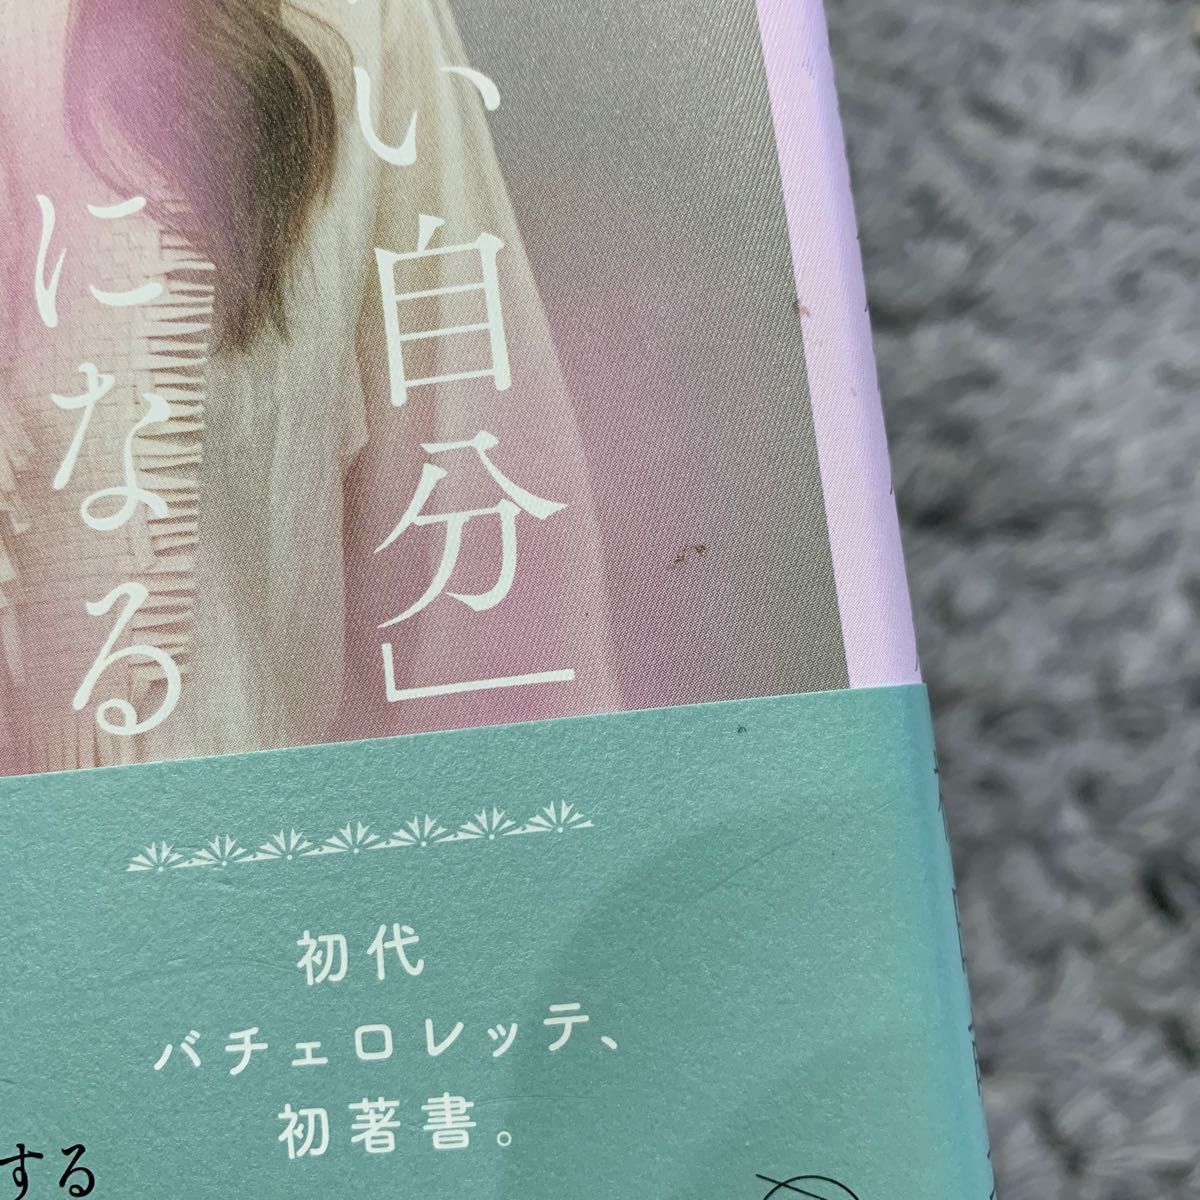 い自分」
になる
初代
バチェロレッテ、
初著書。
する